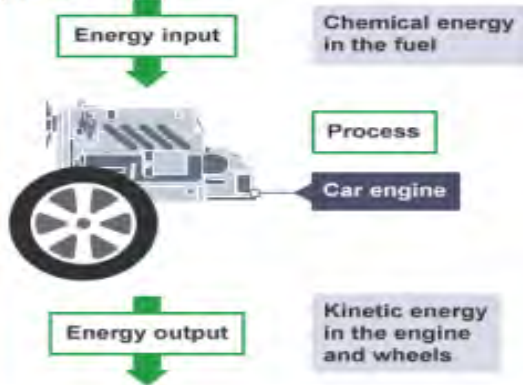 Energy input
Chemical energy
in the fuel
Process
Car engine
Energy output
Kinetic energy
in the engine
and wheels